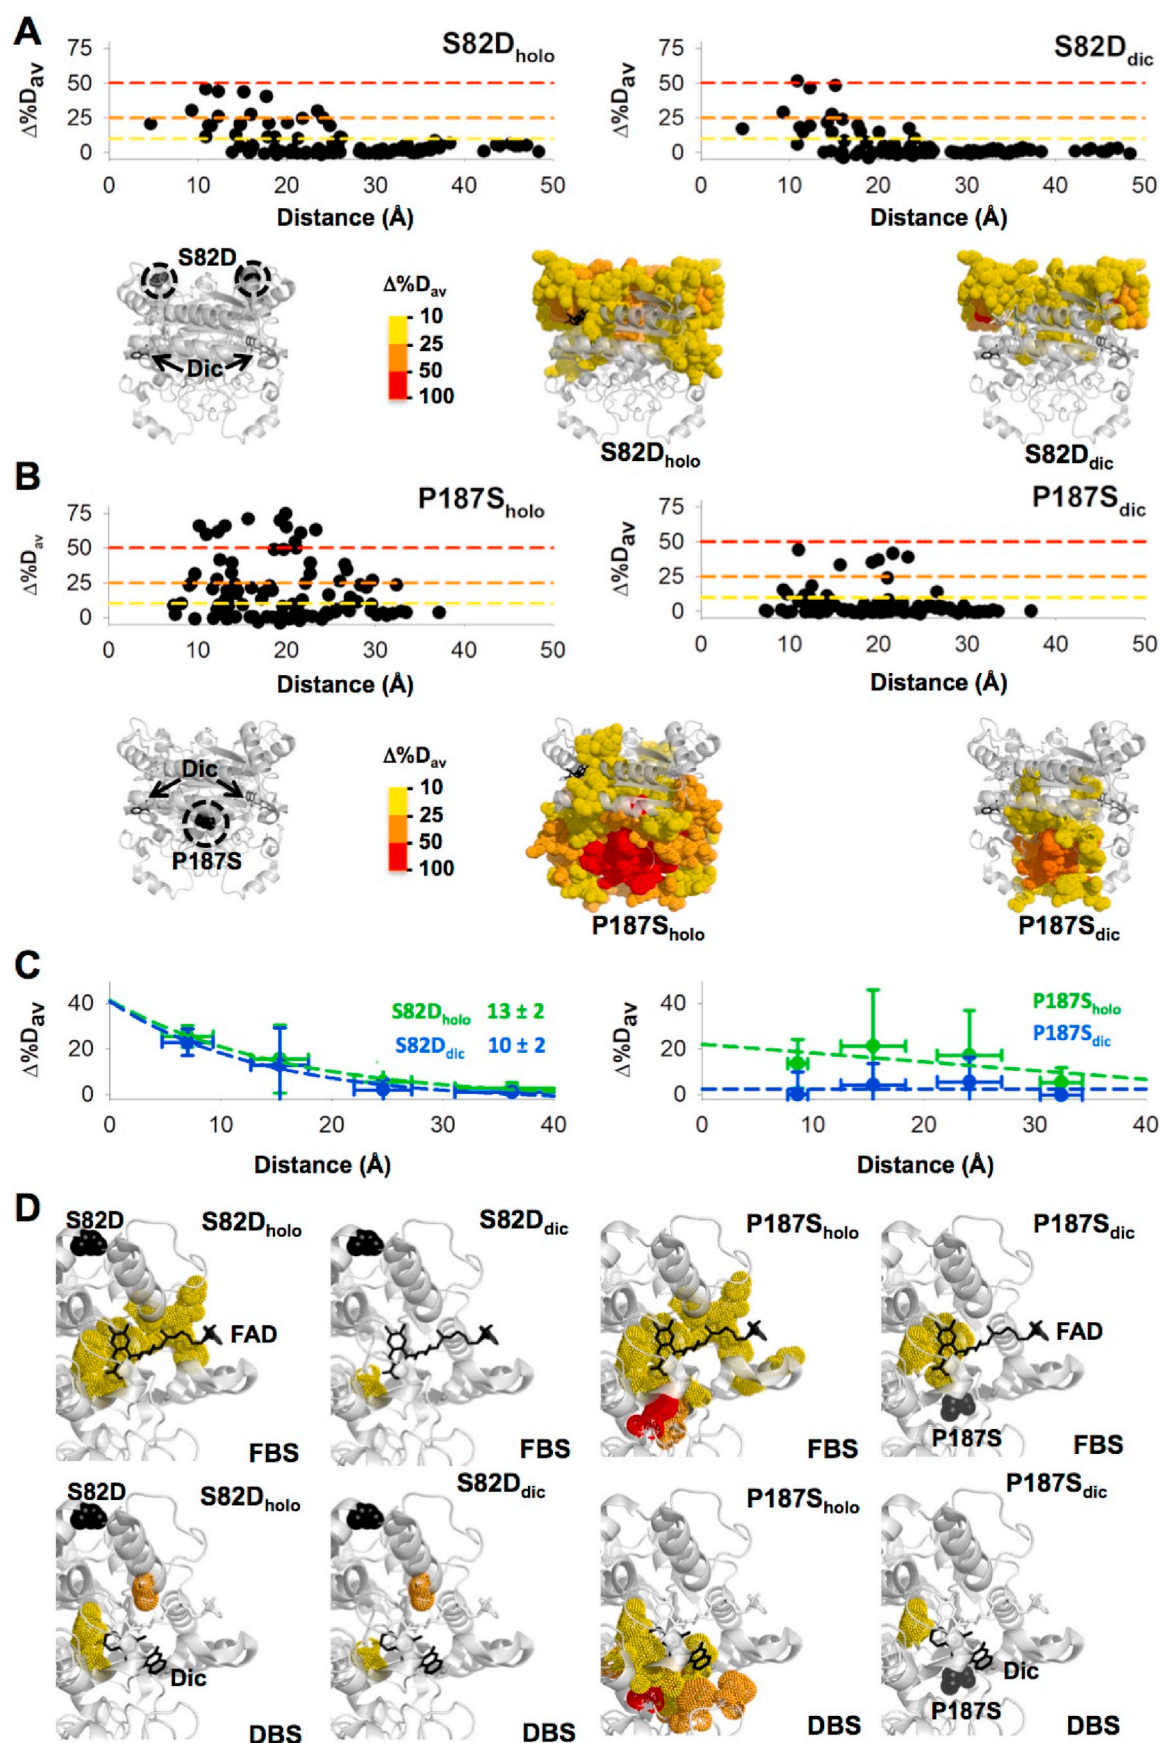 A
S82Dholo
S82Ddic
Δ%Dav
75
50
25
0
0 10 20 30 40 50
Distance (Å)
Δ%Dav
75
50
25
0
0 10 20 30 40 50
Distance (Å)
S82D
Dic
Δ%Dav
10
25
50
100
S82Dholo
S82Ddic
B
P187Sholo
P187Sdic
Δ%Dav
75
50
25
0
0 10 20 30 40 50
Distance (Å)
Δ%Dav
75
50
25
0
0 10 20 30 40 50
Distance (Å)
Dic
P187S
Δ%Dav
10
25
50
100
P187Sholo
P187Sdic
C
Δ%Dav
40
20
0
S82Dholo 13 ± 2
S82Ddic 10 ± 2
0 10 20 30 40
Distance (Å)
Δ%Dav
40
20
0
P187Sholo
P187Sdic
0 10 20 30 40
Distance (Å)
D
S82D
S82Dholo
FAD
FBS
S82Ddic
FBS
P187Sholo
FBS
P187Sdic
FAD
P187S
FBS
S82D
S82Dholo
Dic
DBS
S82Ddic
DBS
P187Sholo
DBS
P187Sdic
Dic
P187S
DBS